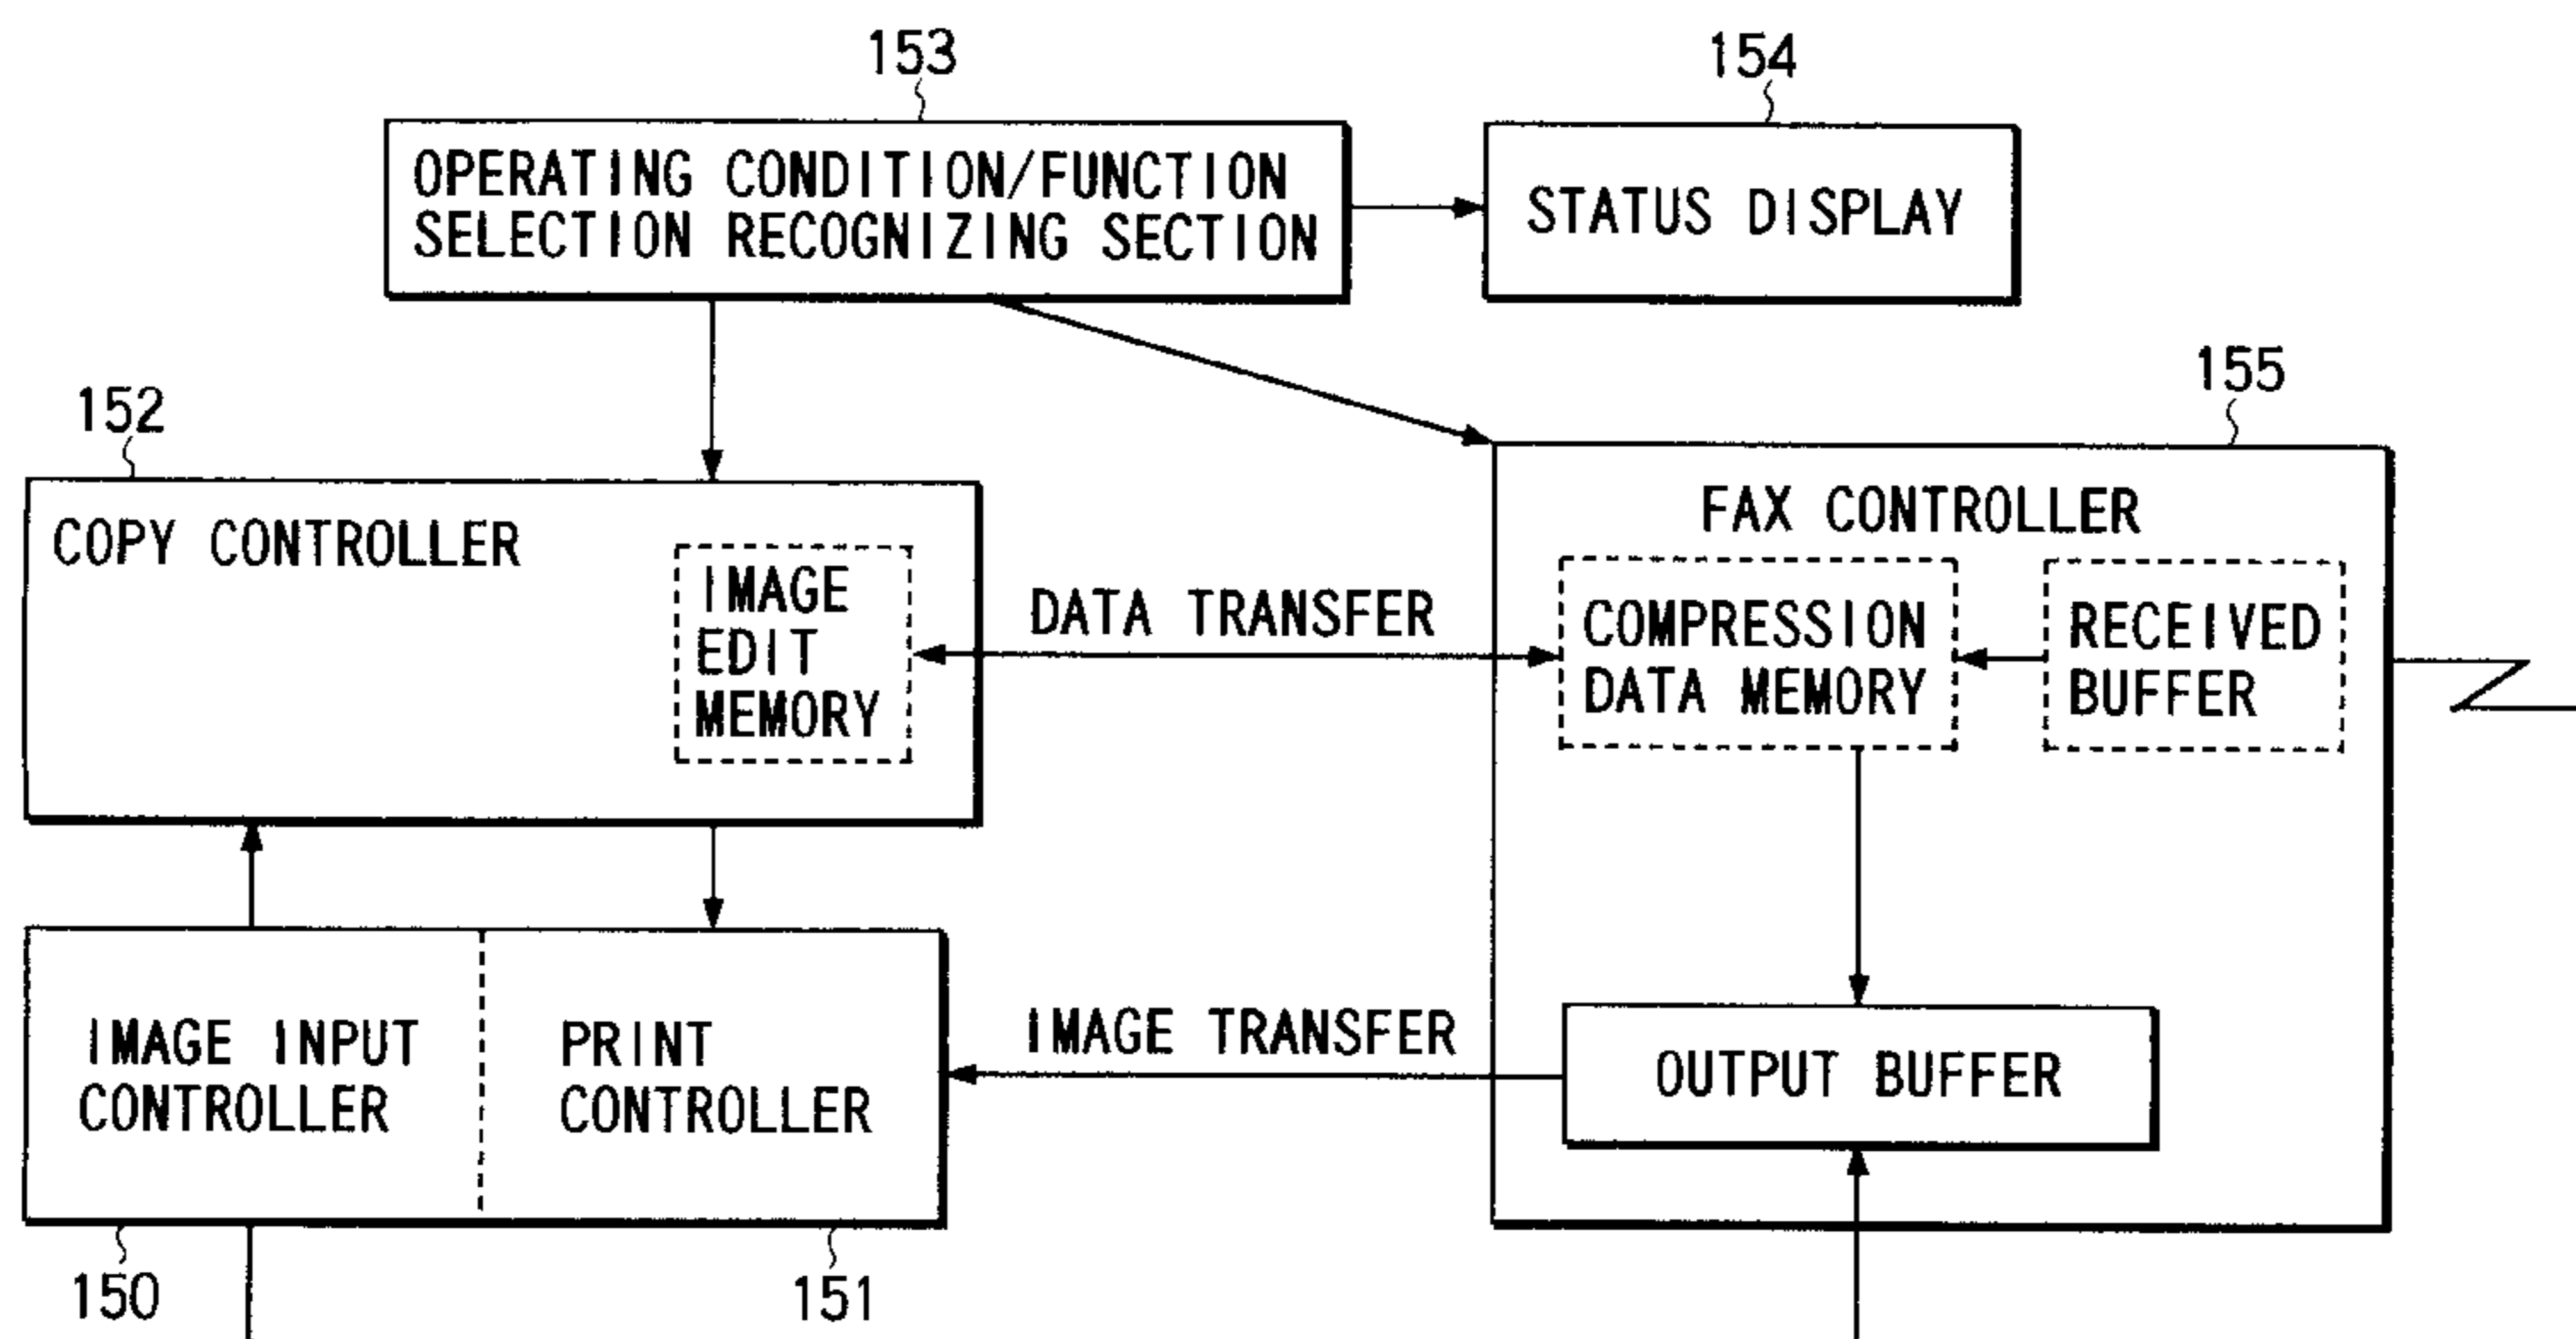 153
154
OPERATING CONDITION/FUNCTION
SELECTION RECOGNIZING SECTION
STATUS DISPLAY
152
155
COPY CONTROLLER
IMAGE
EDIT
MEMORY
DATA TRANSFER
FAX CONTROLLER
COMPRESSION
DATA MEMORY
RECEIVED
BUFFER
IMAGE INPUT
CONTROLLER
PRINT
CONTROLLER
IMAGE TRANSFER
OUTPUT BUFFER
150
151